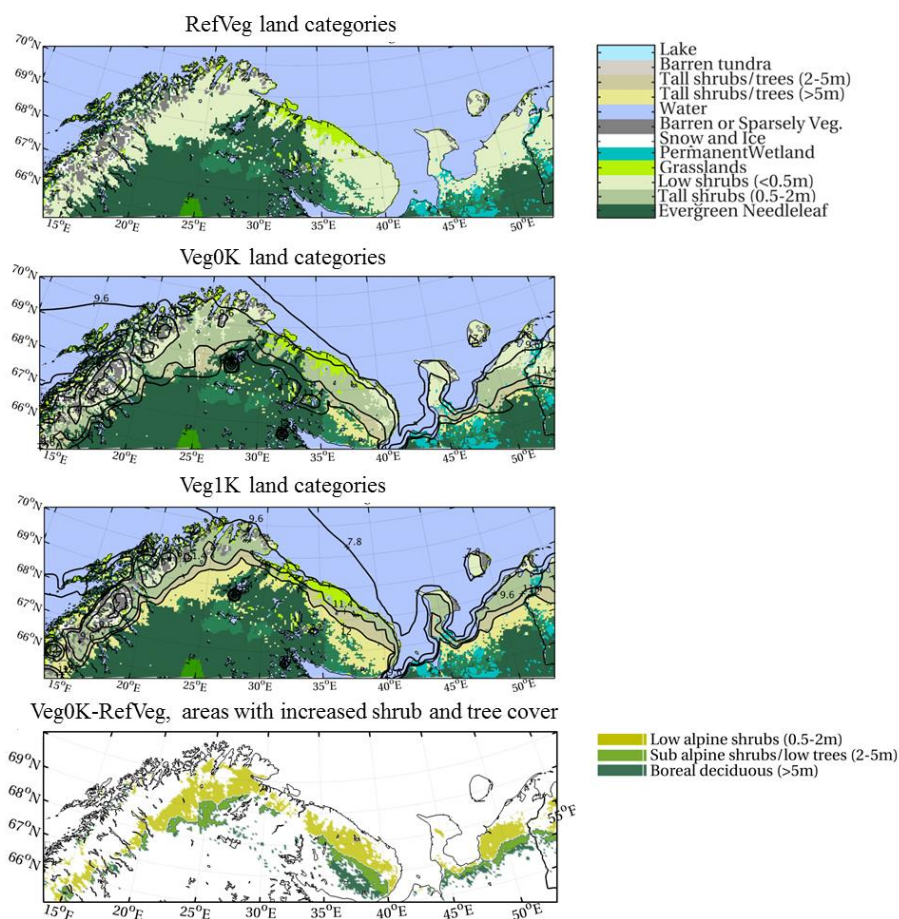 RefVeg land categories
70°N
69°N
68°N
67°N
66°N
15°E
20°E
25°E
30°E
35°E
40°E
45°E
50°E
Lake
Barren tundra
Tall shrubs/trees (2-5m)
Tall shrubs/trees (>5m)
Water
Barren or Sparsely Veg.
Snow and Ice
PermanentWetland
Grasslands
Low shrubs (<0.5m)
Tall shrubs (0.5-2m)
Evergreen Needleleaf
Veg0K land categories
70°N
69°N
68°N
67°N
66°N
9.6
15°E
20°E
25°E
30°E
35°E
40°E
45°E
50°E
Veg1K land categories
70°N
69°N
68°N
67°N
66°N
9.6
7.8
11.4
12
9.6
15°E
20°E
25°E
30°E
35°E
40°E
45°E
50°E
Veg0K-RefVeg, areas with increased shrub and tree cover
69°N
68°N
67°N
66°N
15°E
20°E
25°E
30°E
35°E
40°E
45°E
50°E
55°E
Low alpine shrubs (0.5-2m)
Sub alpine shrubs/low trees (2-5m)
Boreal deciduous (>5m)